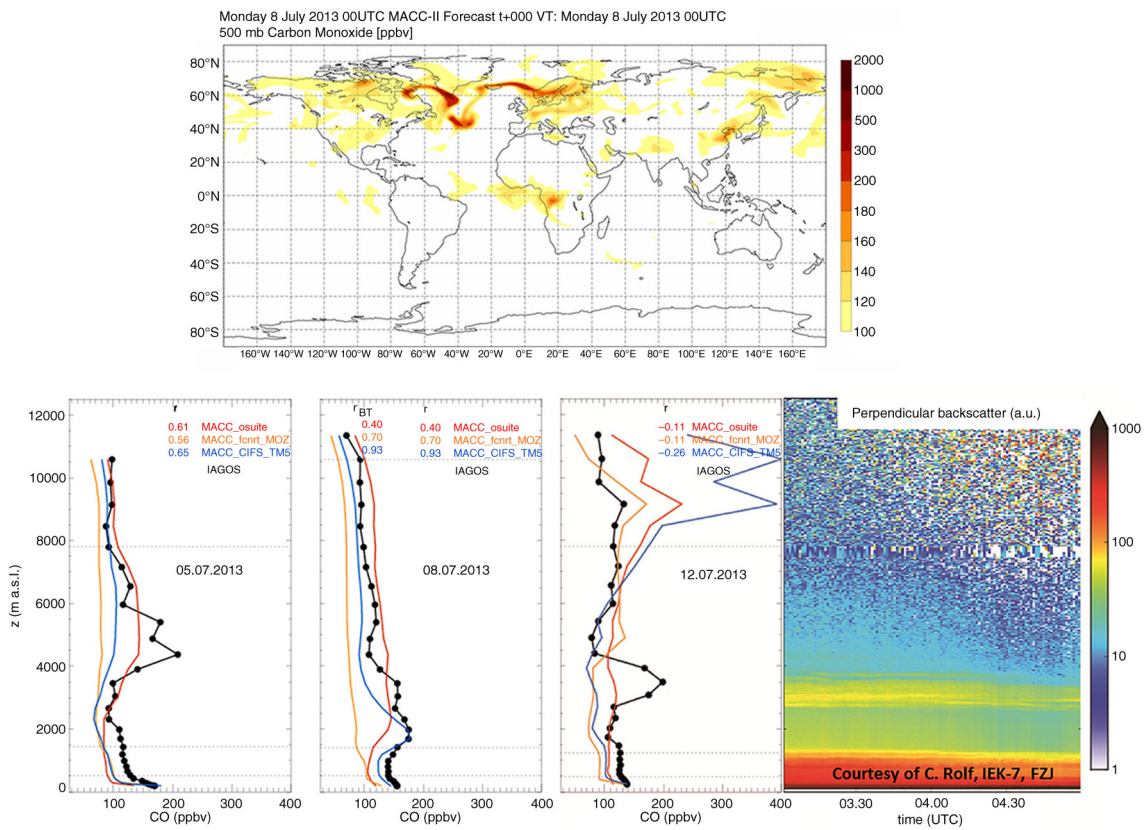 Monday 8 July 2013 00UTC MACC-II Forecast t+000 VT: Monday 8 July 2013 00UTC
500 mb Carbon Monoxide [ppbv]
80°N
60°N
40°N
20°N
0°N
20°S
40°S
60°S
80°S
160°W 140°W 120°W 100°W 80°W 60°W 40°W 20°W 0°E 20°E 40°E 60°E 80°E 100°E 120°E 140°E 160°E
2000
1000
500
300
200
180
160
140
120
100
z (m a.s.l.)
12000
10000
8000
6000
4000
2000
0
r
0.61 MACC_osuite
0.56 MACC_fcnrt_MOZ
0.65 MACC_CIFS_TM5
IAGOS
05.07.2013
100 200 300 400
CO (ppbv)
rBT r
0.40 0.40 MACC_osuite
0.70 0.70 MACC_fcnrt_MOZ
0.93 0.93 MACC_CIFS_TM5
IAGOS
08.07.2013
100 200 300 400
CO (ppbv)
r
−0.11 MACC_osuite
−0.11 MACC_fcnrt_MOZ
−0.26 MACC_CIFS_TM5
IAGOS
12.07.2013
100 200 300 400
CO (ppbv)
Perpendicular backscatter (a.u.)
Courtesy of C. Rolf, IEK-7, FZJ
03.30 04.00 04.30
time (UTC)
1000
100
10
1